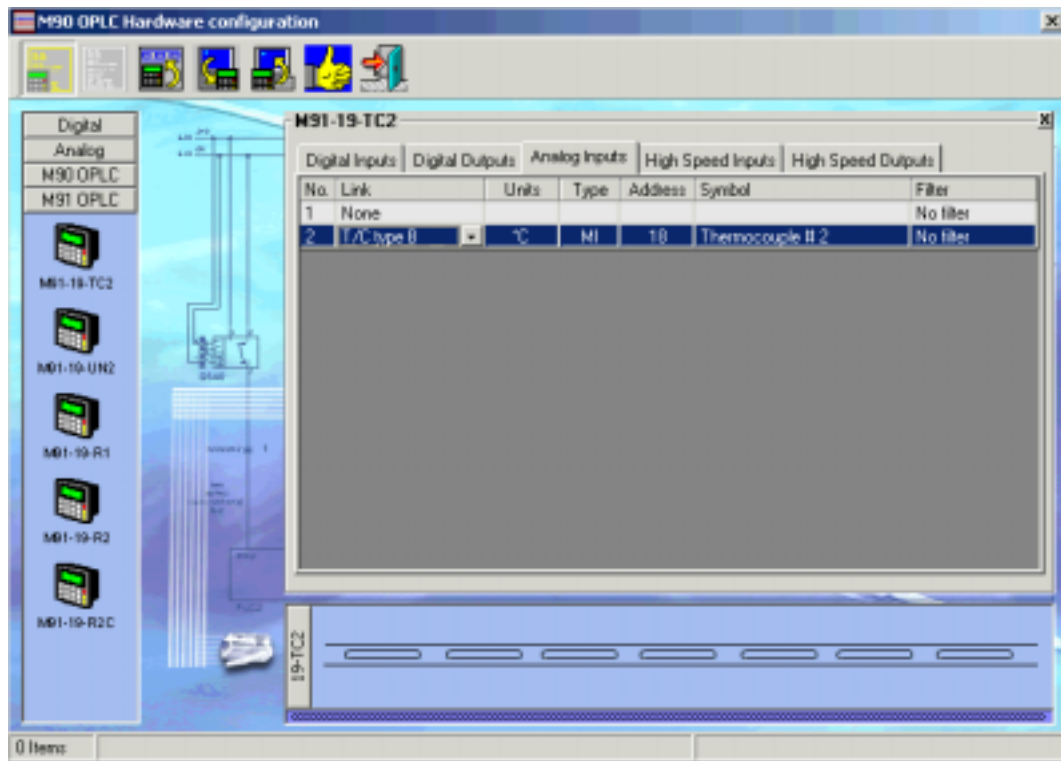 M90 OPLC Hardware configuration
Digital
Analog
M90 OPLC
M91 OPLC
M91-19-TC2
M91-19-UN2
M91-19-R1
M91-19-R2
M91-19-R2C
M91-19-TC2
Digital Inputs Digital Outputs Analog Inputs High Speed Inputs High Speed Outputs
No. Link Units Type Address Symbol Filter
1 None No filter
2 T/C type B °C MI 18 Thermocouple # 2 No filter
19-TC2
0 Items